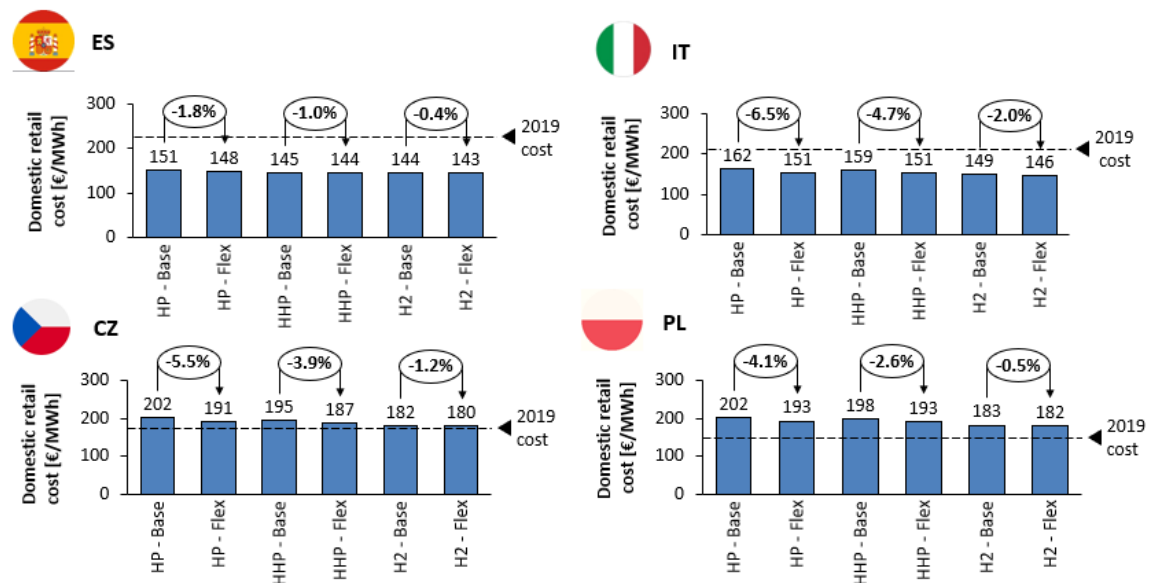 ES
Domestic retail
cost [€/MWh]
300
200
100
0
-1.8%
-1.0%
-0.4%
2019
cost
151
148
145
144
144
143
HP - Base
HP - Flex
HHP - Base
HHP - Flex
H2 - Base
H2 - Flex
IT
Domestic retail
cost [€/MWh]
300
200
100
0
-6.5%
-4.7%
-2.0%
2019
cost
162
151
159
151
149
146
HP - Base
HP - Flex
HHP - Base
HHP - Flex
H2 - Base
H2 - Flex
CZ
Domestic retail
cost [€/MWh]
300
200
100
0
-5.5%
-3.9%
-1.2%
2019
cost
202
191
195
187
182
180
HP - Base
HP - Flex
HHP - Base
HHP - Flex
H2 - Base
H2 - Flex
PL
Domestic retail
cost [€/MWh]
300
200
100
0
-4.1%
-2.6%
-0.5%
2019
cost
202
193
198
193
183
182
HP - Base
HP - Flex
HHP - Base
HHP - Flex
H2 - Base
H2 - Flex